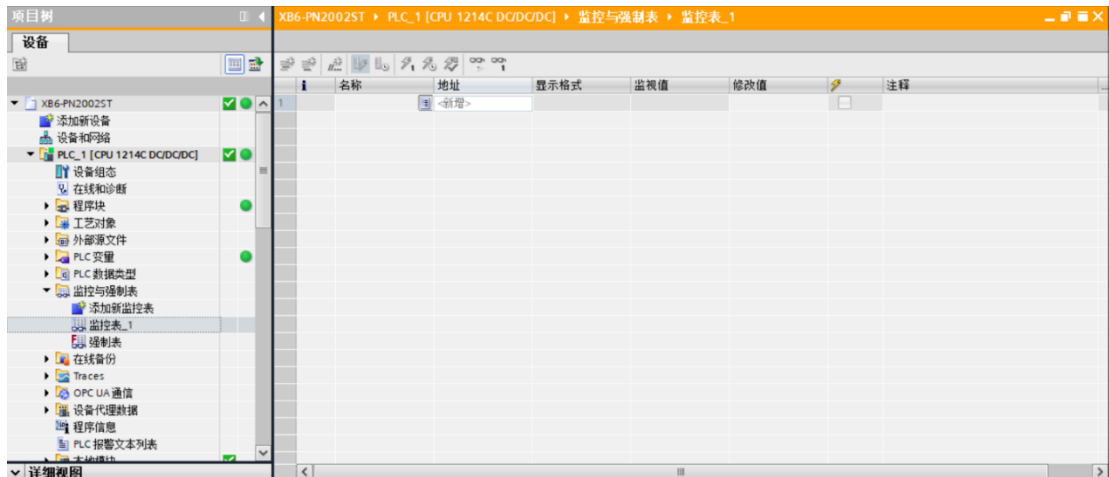 项目树
XB6-PN2002ST ▸ PLC_1 [CPU 1214C DC/DC/DC] ▸ 监控与强制表 ▸ 监控表_1
设备
i 名称 地址 显示格式 监视值 修改值 注释
1 <新增>
XB6-PN2002ST
添加新设备
设备和网络
PLC_1 [CPU 1214C DC/DC/DC]
设备组态
在线和诊断
程序块
工艺对象
外部源文件
PLC 变量
PLC 数据类型
监控与强制表
添加新监控表
监控表_1
强制表
在线备份
Traces
OPC UA 通信
设备代理数据
程序信息
PLC 报警文本列表
本地模块
详细视图